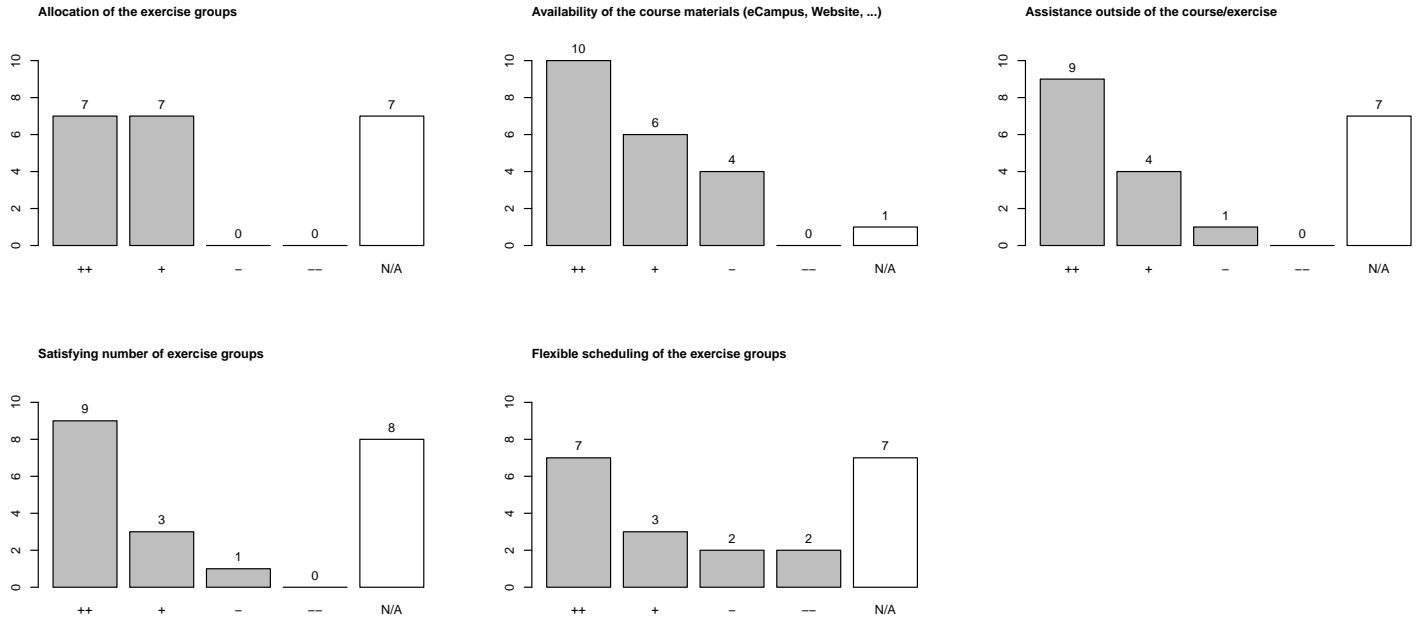 Allocation of the exercise groups
7 7 0 0 7
0 2 4 6 8 10
++ + − −− N/A
Availability of the course materials (eCampus, Website, ...)
10 6 4 0 1
0 2 4 6 8 10
++ + − −− N/A
Assistance outside of the course/exercise
9 4 1 0 7
0 2 4 6 8 10
++ + − −− N/A
Satisfying number of exercise groups
9 3 1 0 8
0 2 4 6 8 10
++ + − −− N/A
Flexible scheduling of the exercise groups
7 3 2 2 7
0 2 4 6 8 10
++ + − −− N/A